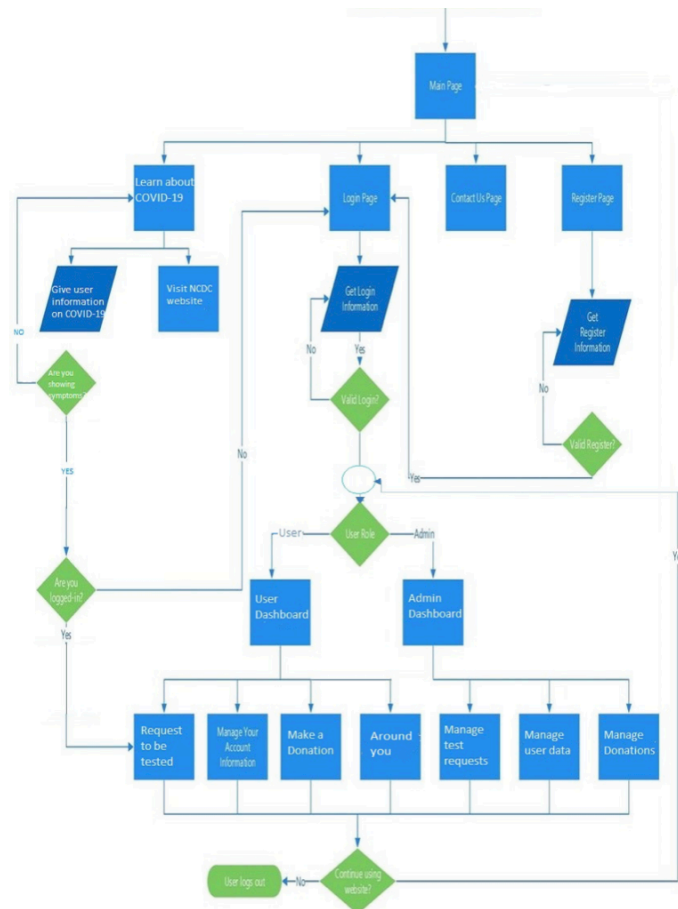 Main Page
Learn about
COVID-19
Login Page
Contact Us Page
Register Page
Give user
information
on COVID-19
Visit NCDC
website
Get Login
Information
Get
Register
Information
NO
Are you
showing
symptoms
No
Yes
No
Valid Login?
Valid Register?
YES
No
Yes
User Role
User
Admin
Are you
logged-in?
User
Dashboard
Admin
Dashboard
Yes
Request
to be
tested
Manage Your
Account
Information
Make a
Donation
Around
you
Manage
test
requests
Manage
user data
Manage
Donations
User logs out
No
Continue using
website?